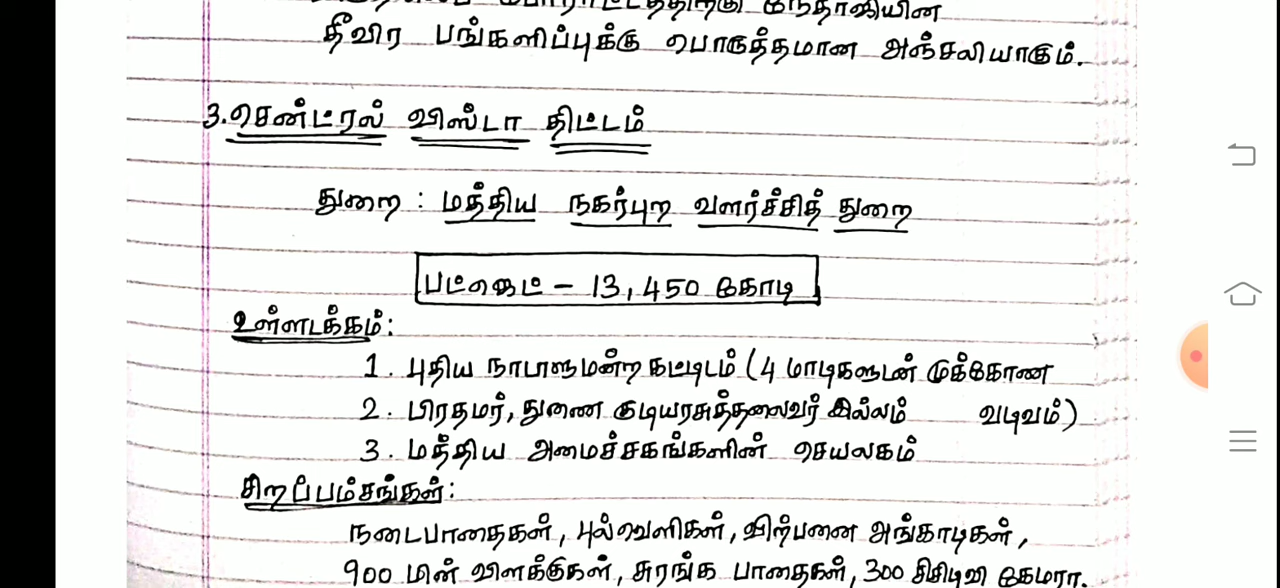 தீவிர பங்களிப்புக்கு பொருத்தமான அஞ்சலியாகும்.
3. சென்ட்ரல் விஸ்டா திட்டம்
துறை : மத்திய நகர்புற வளர்ச்சித் துறை
பட்ஜெட் – 13,450 கோடி
உள்ளடக்கம்:
1. புதிய நாபாளுமன்ற கட்டிடம் (4 மாடிகளுடன் முக்கோண
2. பிரதமர், துணை குடியரசுத்தலைவர் இல்லம் வடிவம்)
3. மத்திய அமைச்சகங்களின் செயலகம்
சிறப்பம்சங்கள்:
நடைபாதைகள், புல்வெளிகள், விற்பனை அங்காடிகள்,
900 மின் விளக்குகள், சுரங்க பாதைகள், 300 சிசிடிவி கேமரா.